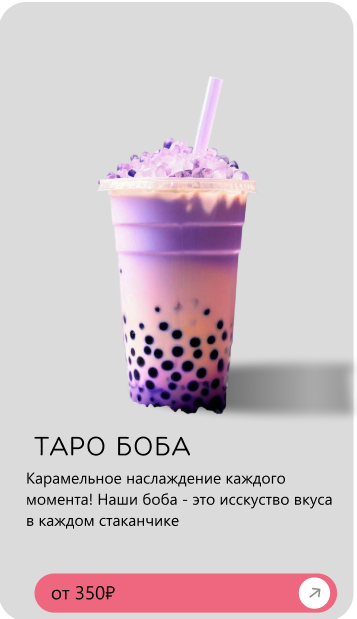 ТАРО БОБА
Карамельное наслаждение каждого
момента! Наши боба - это исскуство вкуса
в каждом стаканчике
от 350₽